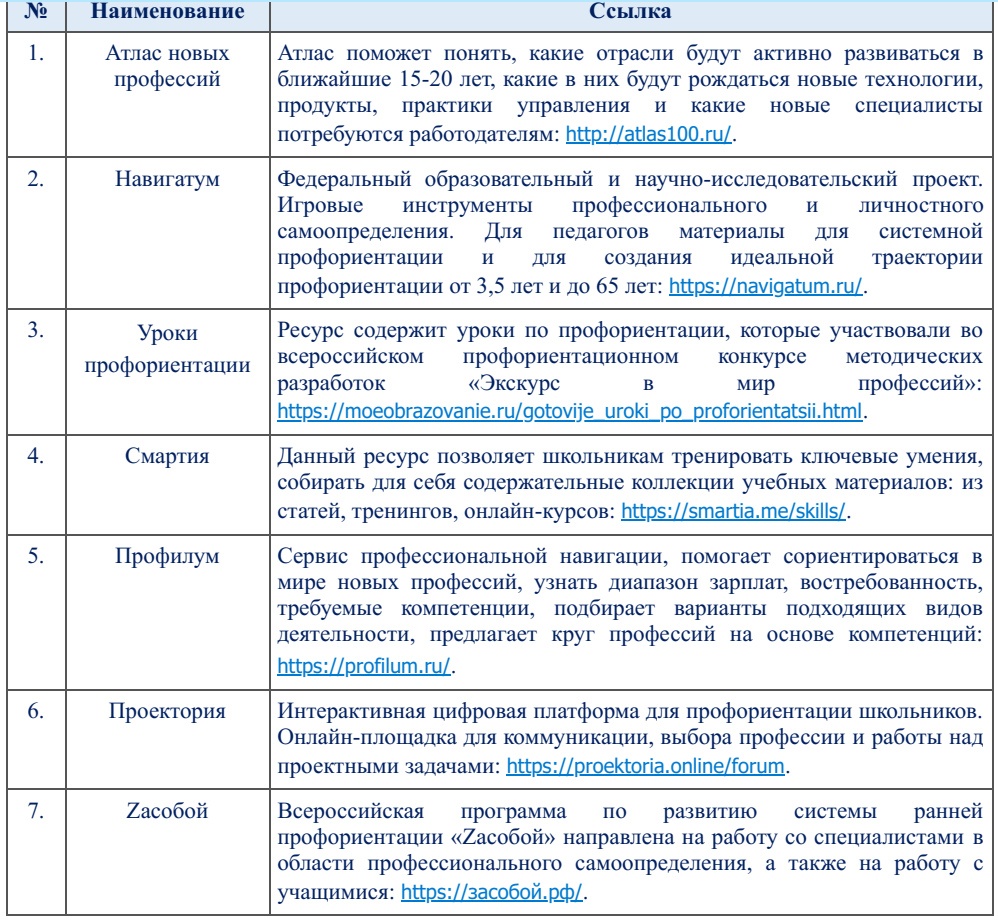 № Наименование Ссылка
1. Атлас новых профессий Атлас поможет понять, какие отрасли будут активно развиваться в
ближайшие 15-20 лет, какие в них будут рождаться новые технологии,
продукты, практики управления и какие новые специалисты
потребуются работодателям: http://atlas100.ru/.
2. Навигатум Федеральный образовательный и научно-исследовательский проект.
Игровые инструменты профессионального и личностного
самоопределения. Для педагогов материалы для системной
профориентации и для создания идеальной траектории
профориентации от 3,5 лет и до 65 лет: https://navigatum.ru/.
3. Уроки профориентации Ресурс содержит уроки по профориентации, которые участвовали во
всероссийском профориентационном конкурсе методических
разработок «Экскурс в мир профессий»:
https://moeobrazovanie.ru/gotovije_uroki_po_proforientatsii.html.
4. Смартия Данный ресурс позволяет школьникам тренировать ключевые умения,
собирать для себя содержательные коллекции учебных материалов: из
статей, тренингов, онлайн-курсов: https://smartia.me/skills/.
5. Профилум Сервис профессиональной навигации, помогает сориентироваться в
мире новых профессий, узнать диапазон зарплат, востребованность,
требуемые компетенции, подбирает варианты подходящих видов
деятельности, предлагает круг профессий на основе компетенций:
https://profilum.ru/.
6. Проектория Интерактивная цифровая платформа для профориентации школьников.
Онлайн-площадка для коммуникации, выбора профессии и работы над
проектными задачами: https://proektoria.online/forum.
7. Zасобой Всероссийская программа по развитию системы ранней
профориентации «Zасобой» направлена на работу со специалистами в
области профессионального самоопределения, а также на работу с
учащимися: https://засобой.рф/.